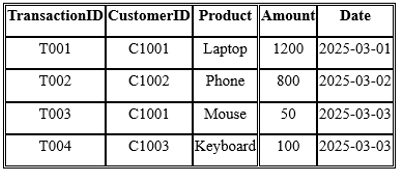 TransactionID CustomerID Product Amount Date
T001 C1001 Laptop 1200 2025-03-01
T002 C1002 Phone 800 2025-03-02
T003 C1001 Mouse 50 2025-03-03
T004 C1003 Keyboard 100 2025-03-03